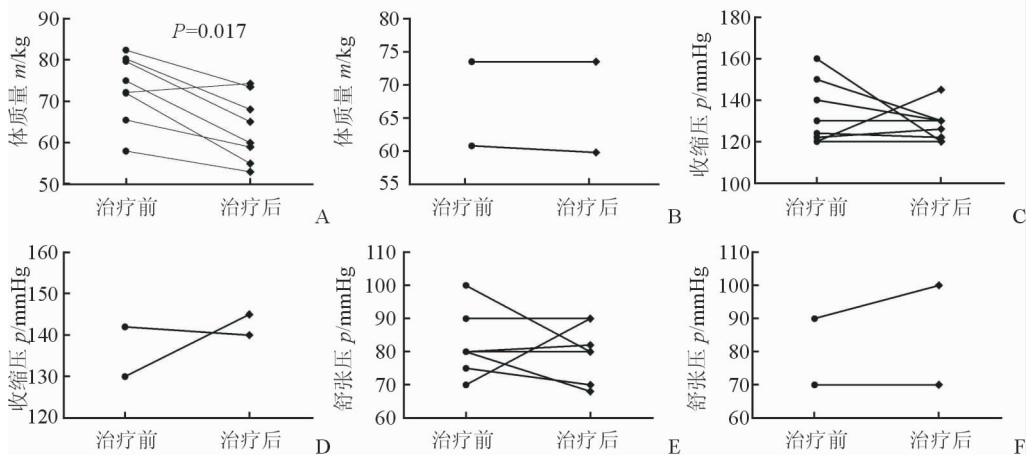 90
80
70
60
50
体质量 m/kg
P=0.017
治疗前
治疗后
A
80
75
70
65
60
55
体质量 m/kg
治疗前
治疗后
B
180
160
140
120
100
收缩压 p/mmHg
治疗前
治疗后
C
160
150
140
130
120
收缩压 p/mmHg
治疗前
治疗后
D
110
100
90
80
70
60
舒张压 p/mmHg
治疗前
治疗后
E
110
100
90
80
70
60
舒张压 p/mmHg
治疗前
治疗后
F